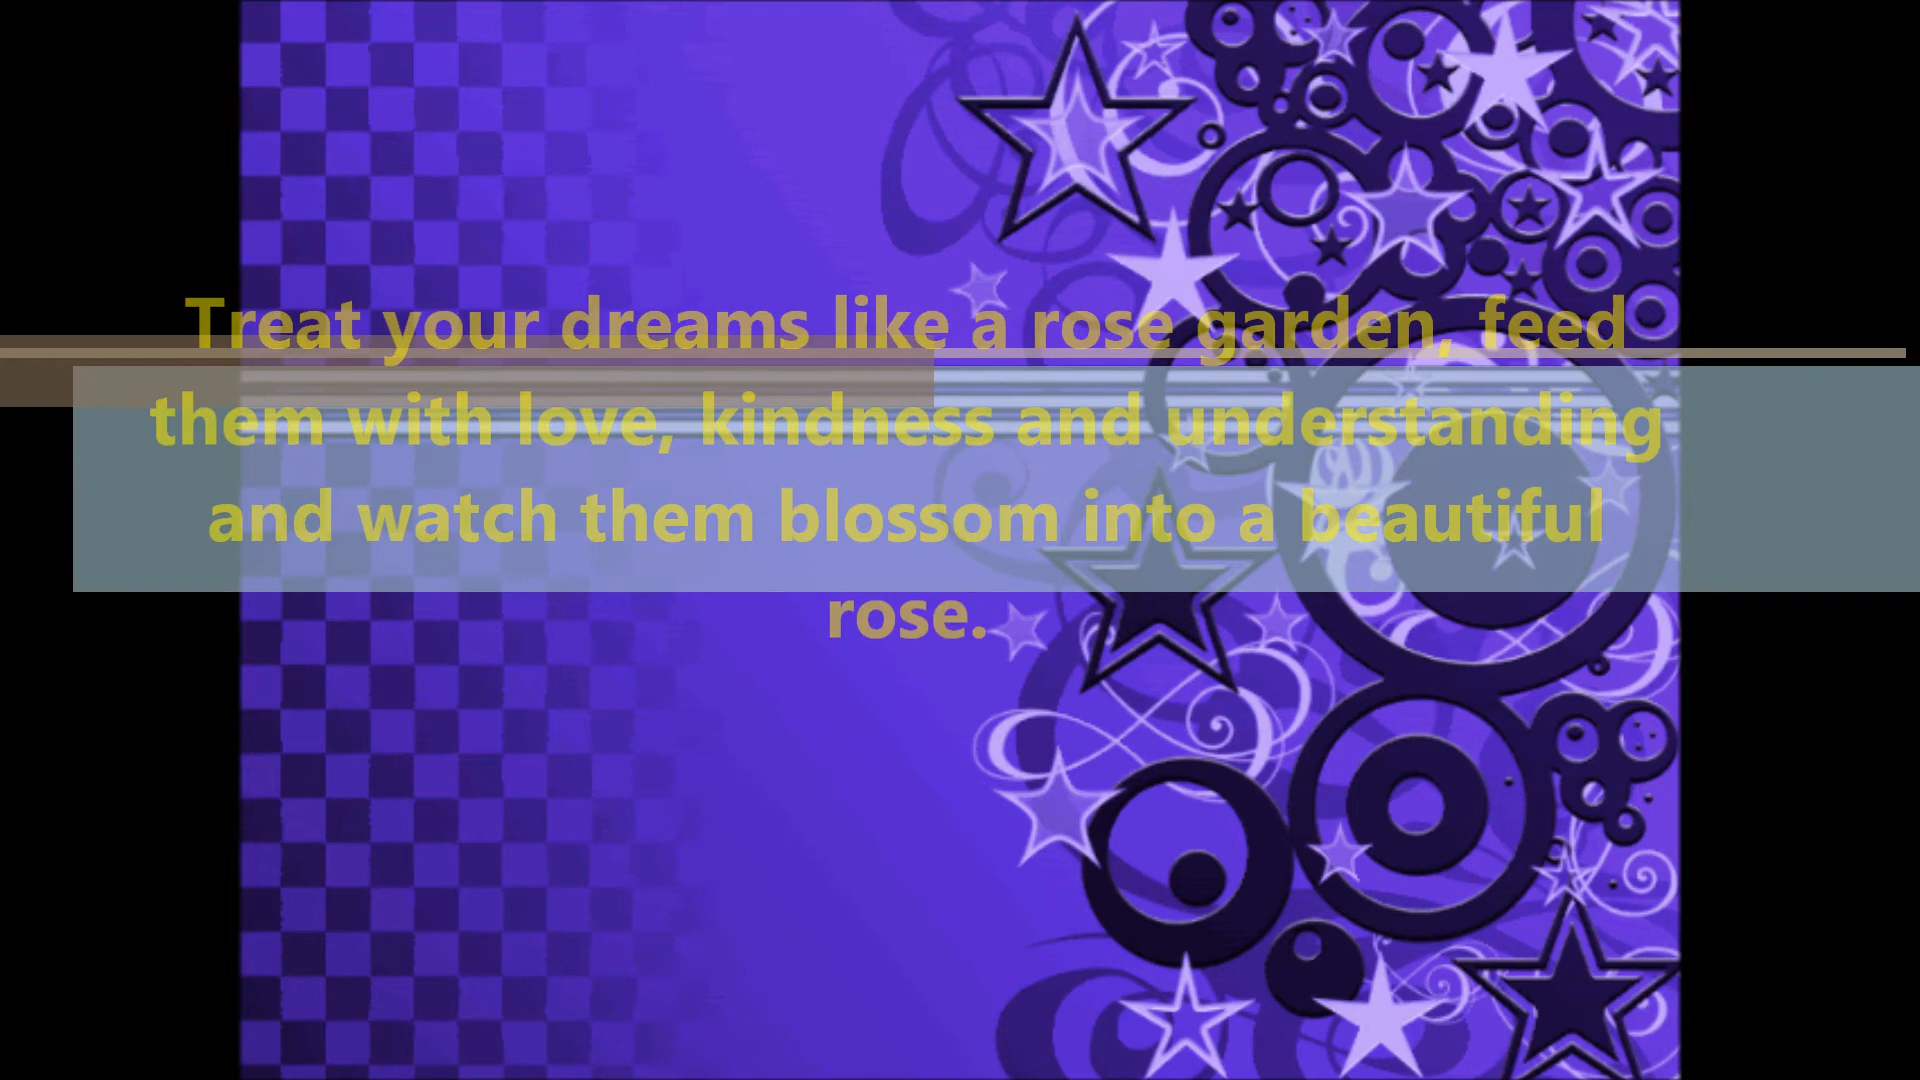 Treat your dreams like a rose garden, feed
them with love, kindness and understanding
and watch them blossom into a beautiful
rose.